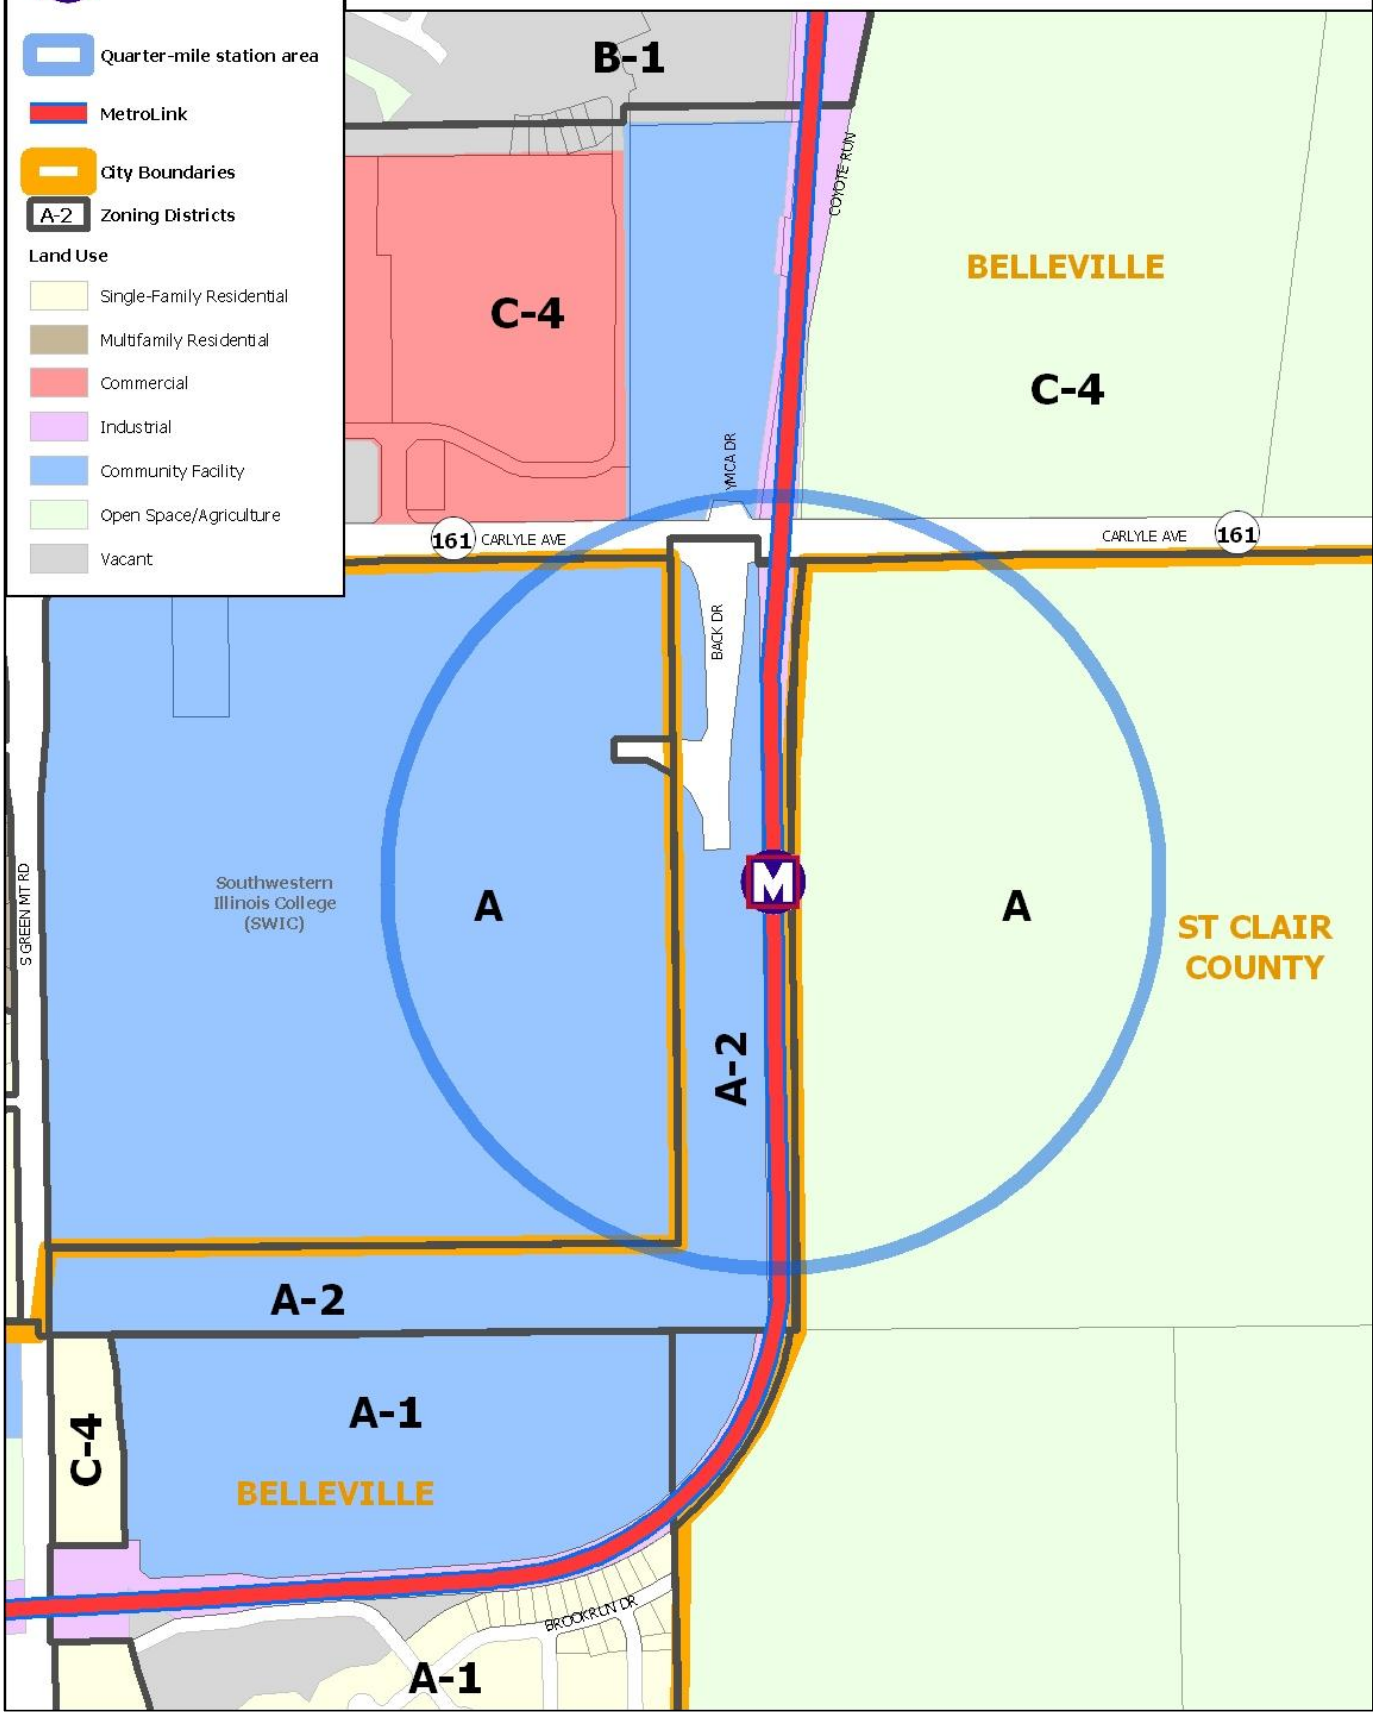 Quarter-mile station area
MetroLink
City Boundaries
A-2 Zoning Districts
Land Use
Single-Family Residential
Multifamily Residential
Commercial
Industrial
Community Facility
Open Space/Agriculture
Vacant
B-1
COYOTE RUN
BELLEVILLE
C-4
C-4
YMCA DR
161 CARLYLE AVE
CARLYLE AVE 161
BACK DR
S GREEN MT RD
Southwestern
Illinois College
(SWIC)
A
M
A
ST CLAIR
COUNTY
A-2
A-2
A-1
C-4
BELLEVILLE
BROOKRUN DR
A-1